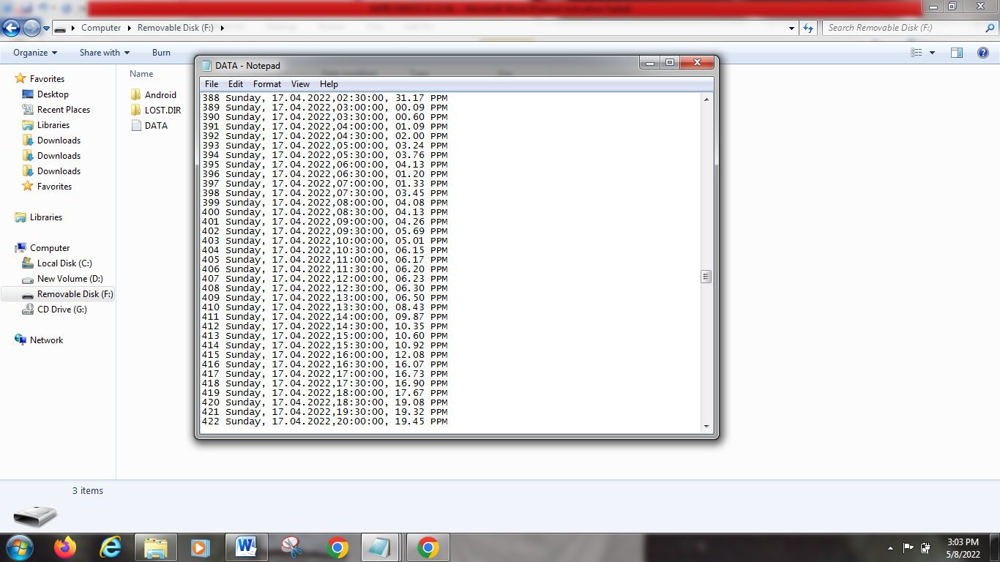 Computer
Removable Disk (F:)
Search Removable Disk (F:)
Organize
Share with
Burn
Favorites
Desktop
Recent Places
Libraries
Downloads
Downloads
Downloads
Favorites
Libraries
Computer
Local Disk (C:)
New Volume (D:)
Removable Disk (F:)
CD Drive (G:)
Network
Name
Android
LOST.DIR
DATA
DATA - Notepad
File Edit Format View Help
388 Sunday, 17.04.2022,02:30:00, 31.17 PPM
389 Sunday, 17.04.2022,03:00:00, 00.09 PPM
390 Sunday, 17.04.2022,03:30:00, 00.60 PPM
391 Sunday, 17.04.2022,04:00:00, 01.09 PPM
392 Sunday, 17.04.2022,04:30:00, 02.00 PPM
393 Sunday, 17.04.2022,05:00:00, 03.24 PPM
394 Sunday, 17.04.2022,05:30:00, 03.76 PPM
395 Sunday, 17.04.2022,06:00:00, 04.13 PPM
396 Sunday, 17.04.2022,06:30:00, 01.20 PPM
397 Sunday, 17.04.2022,07:00:00, 01.33 PPM
398 Sunday, 17.04.2022,07:30:00, 03.45 PPM
399 Sunday, 17.04.2022,08:00:00, 04.08 PPM
400 Sunday, 17.04.2022,08:30:00, 04.13 PPM
401 Sunday, 17.04.2022,09:00:00, 04.26 PPM
402 Sunday, 17.04.2022,09:30:00, 05.69 PPM
403 Sunday, 17.04.2022,10:00:00, 05.01 PPM
404 Sunday, 17.04.2022,10:30:00, 06.15 PPM
405 Sunday, 17.04.2022,11:00:00, 06.17 PPM
406 Sunday, 17.04.2022,11:30:00, 06.20 PPM
407 Sunday, 17.04.2022,12:00:00, 06.23 PPM
408 Sunday, 17.04.2022,12:30:00, 06.30 PPM
409 Sunday, 17.04.2022,13:00:00, 06.50 PPM
410 Sunday, 17.04.2022,13:30:00, 08.43 PPM
411 Sunday, 17.04.2022,14:00:00, 09.87 PPM
412 Sunday, 17.04.2022,14:30:00, 10.35 PPM
413 Sunday, 17.04.2022,15:00:00, 10.60 PPM
414 Sunday, 17.04.2022,15:30:00, 10.92 PPM
415 Sunday, 17.04.2022,16:00:00, 12.08 PPM
416 Sunday, 17.04.2022,16:30:00, 16.07 PPM
417 Sunday, 17.04.2022,17:00:00, 16.73 PPM
418 Sunday, 17.04.2022,17:30:00, 16.90 PPM
419 Sunday, 17.04.2022,18:00:00, 17.67 PPM
420 Sunday, 17.04.2022,18:30:00, 19.08 PPM
421 Sunday, 17.04.2022,19:30:00, 19.32 PPM
422 Sunday, 17.04.2022,20:00:00, 19.45 PPM
3 items
3:03 PM
5/8/2022